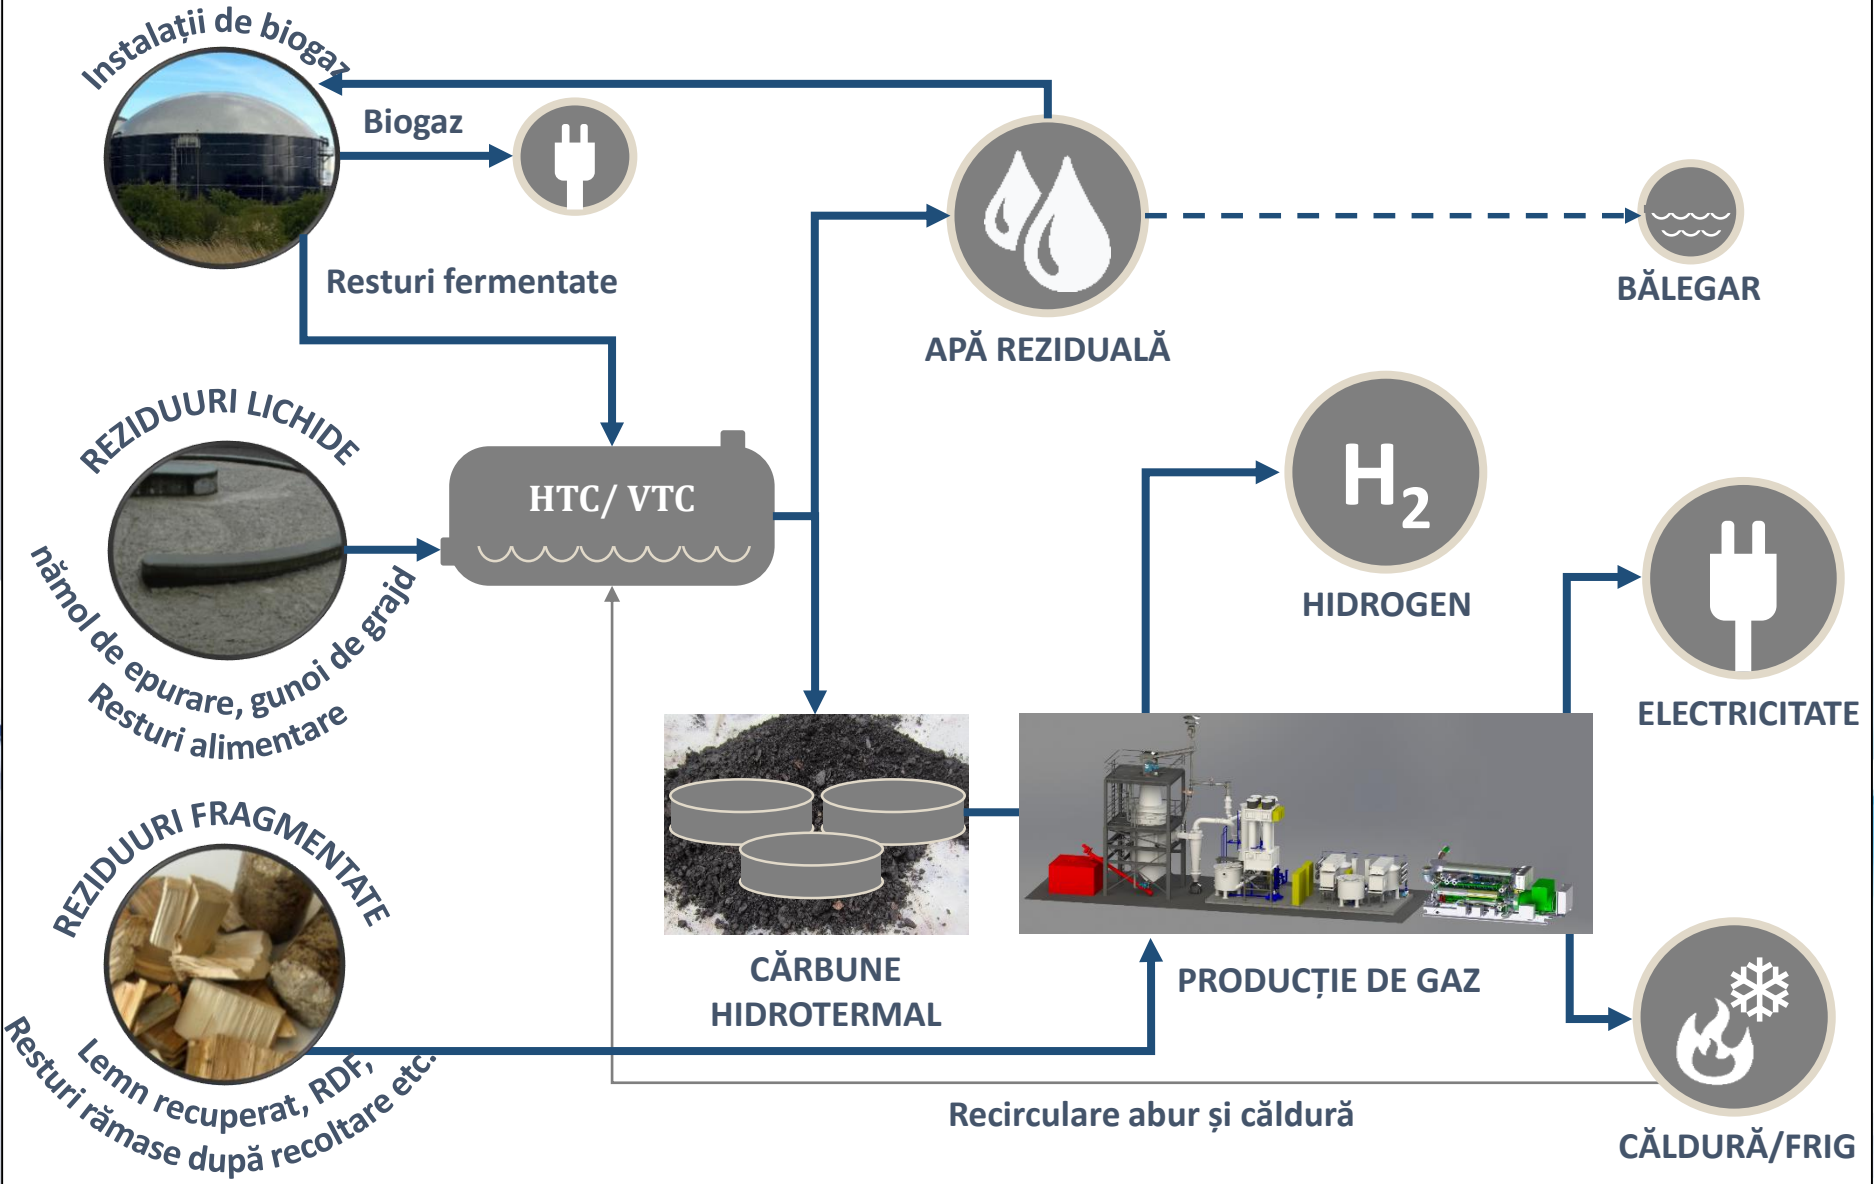 Instalații de biogaz
Biogaz
Resturi fermentate
APĂ REZIDUALĂ
BĂLEGAR
REZIDUURI LICHIDE
nămol de epurare, gunoi de grajd
Resturi alimentare
HTC/ VTC
H2
HIDROGEN
ELECTRICITATE
REZIDUURI FRAGMENTATE
Lemn recuperat, RDF,
Resturi rămase după recoltare etc.
CĂRBUNE
HIDROTERMAL
PRODUCȚIE DE GAZ
Recirculare abur și căldură
CĂLDURĂ/FRIG